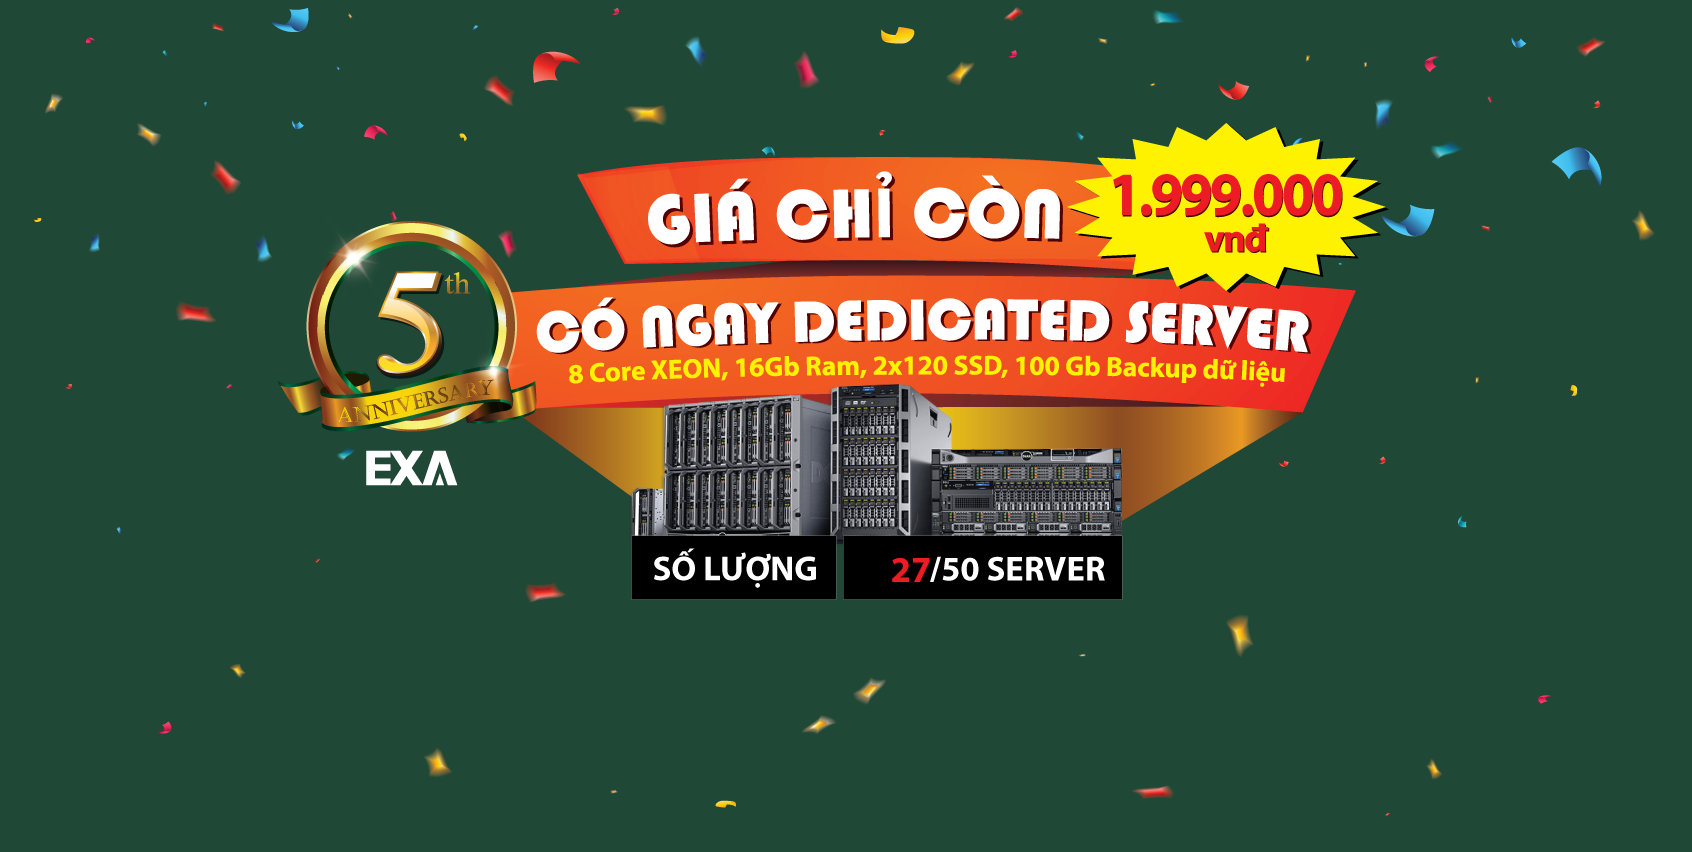 GIÁ CHỈ CÒN
1.999.000
vnđ
5th
ANNIVERSARY
EXA
CÓ NGAY DEDICATED SERVER
8 Core XEON, 16Gb Ram, 2x120 SSD, 100 Gb Backup dữ liệu
SỐ LƯỢNG
27/50 SERVER